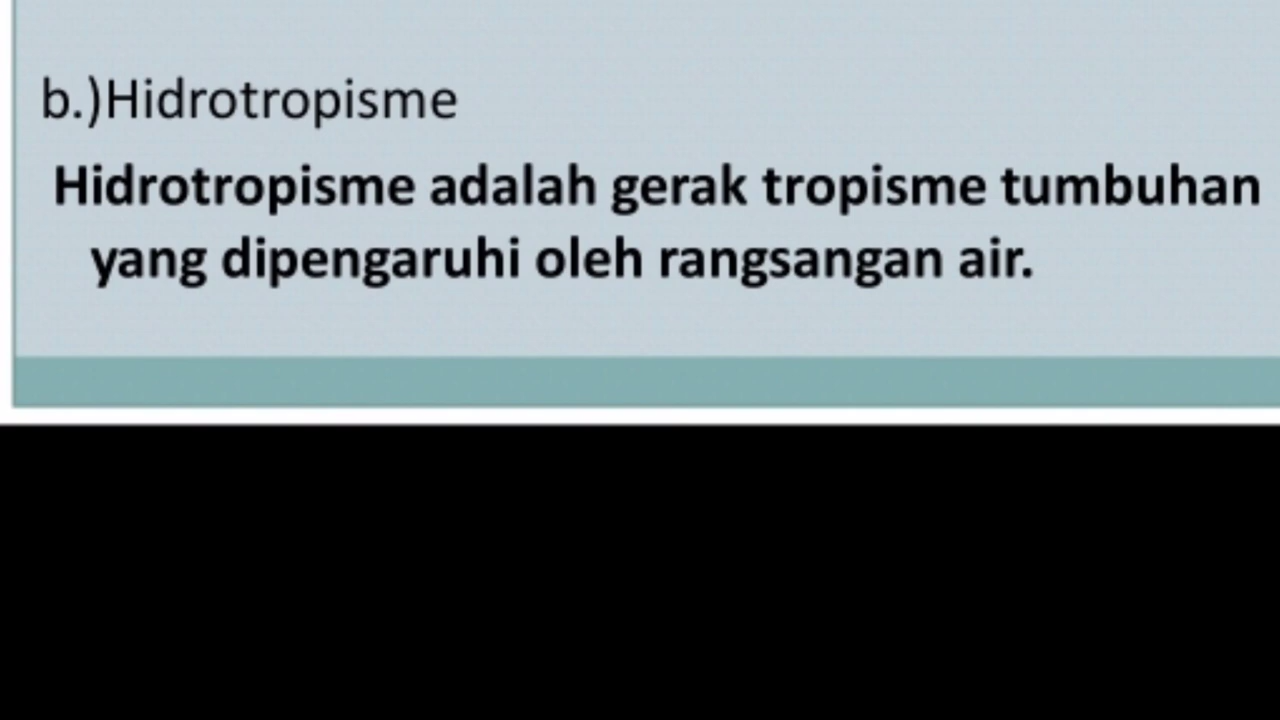 b.)Hidrotropisme
Hidrotropisme adalah gerak tropisme tumbuhan
yang dipengaruhi oleh rangsangan air.